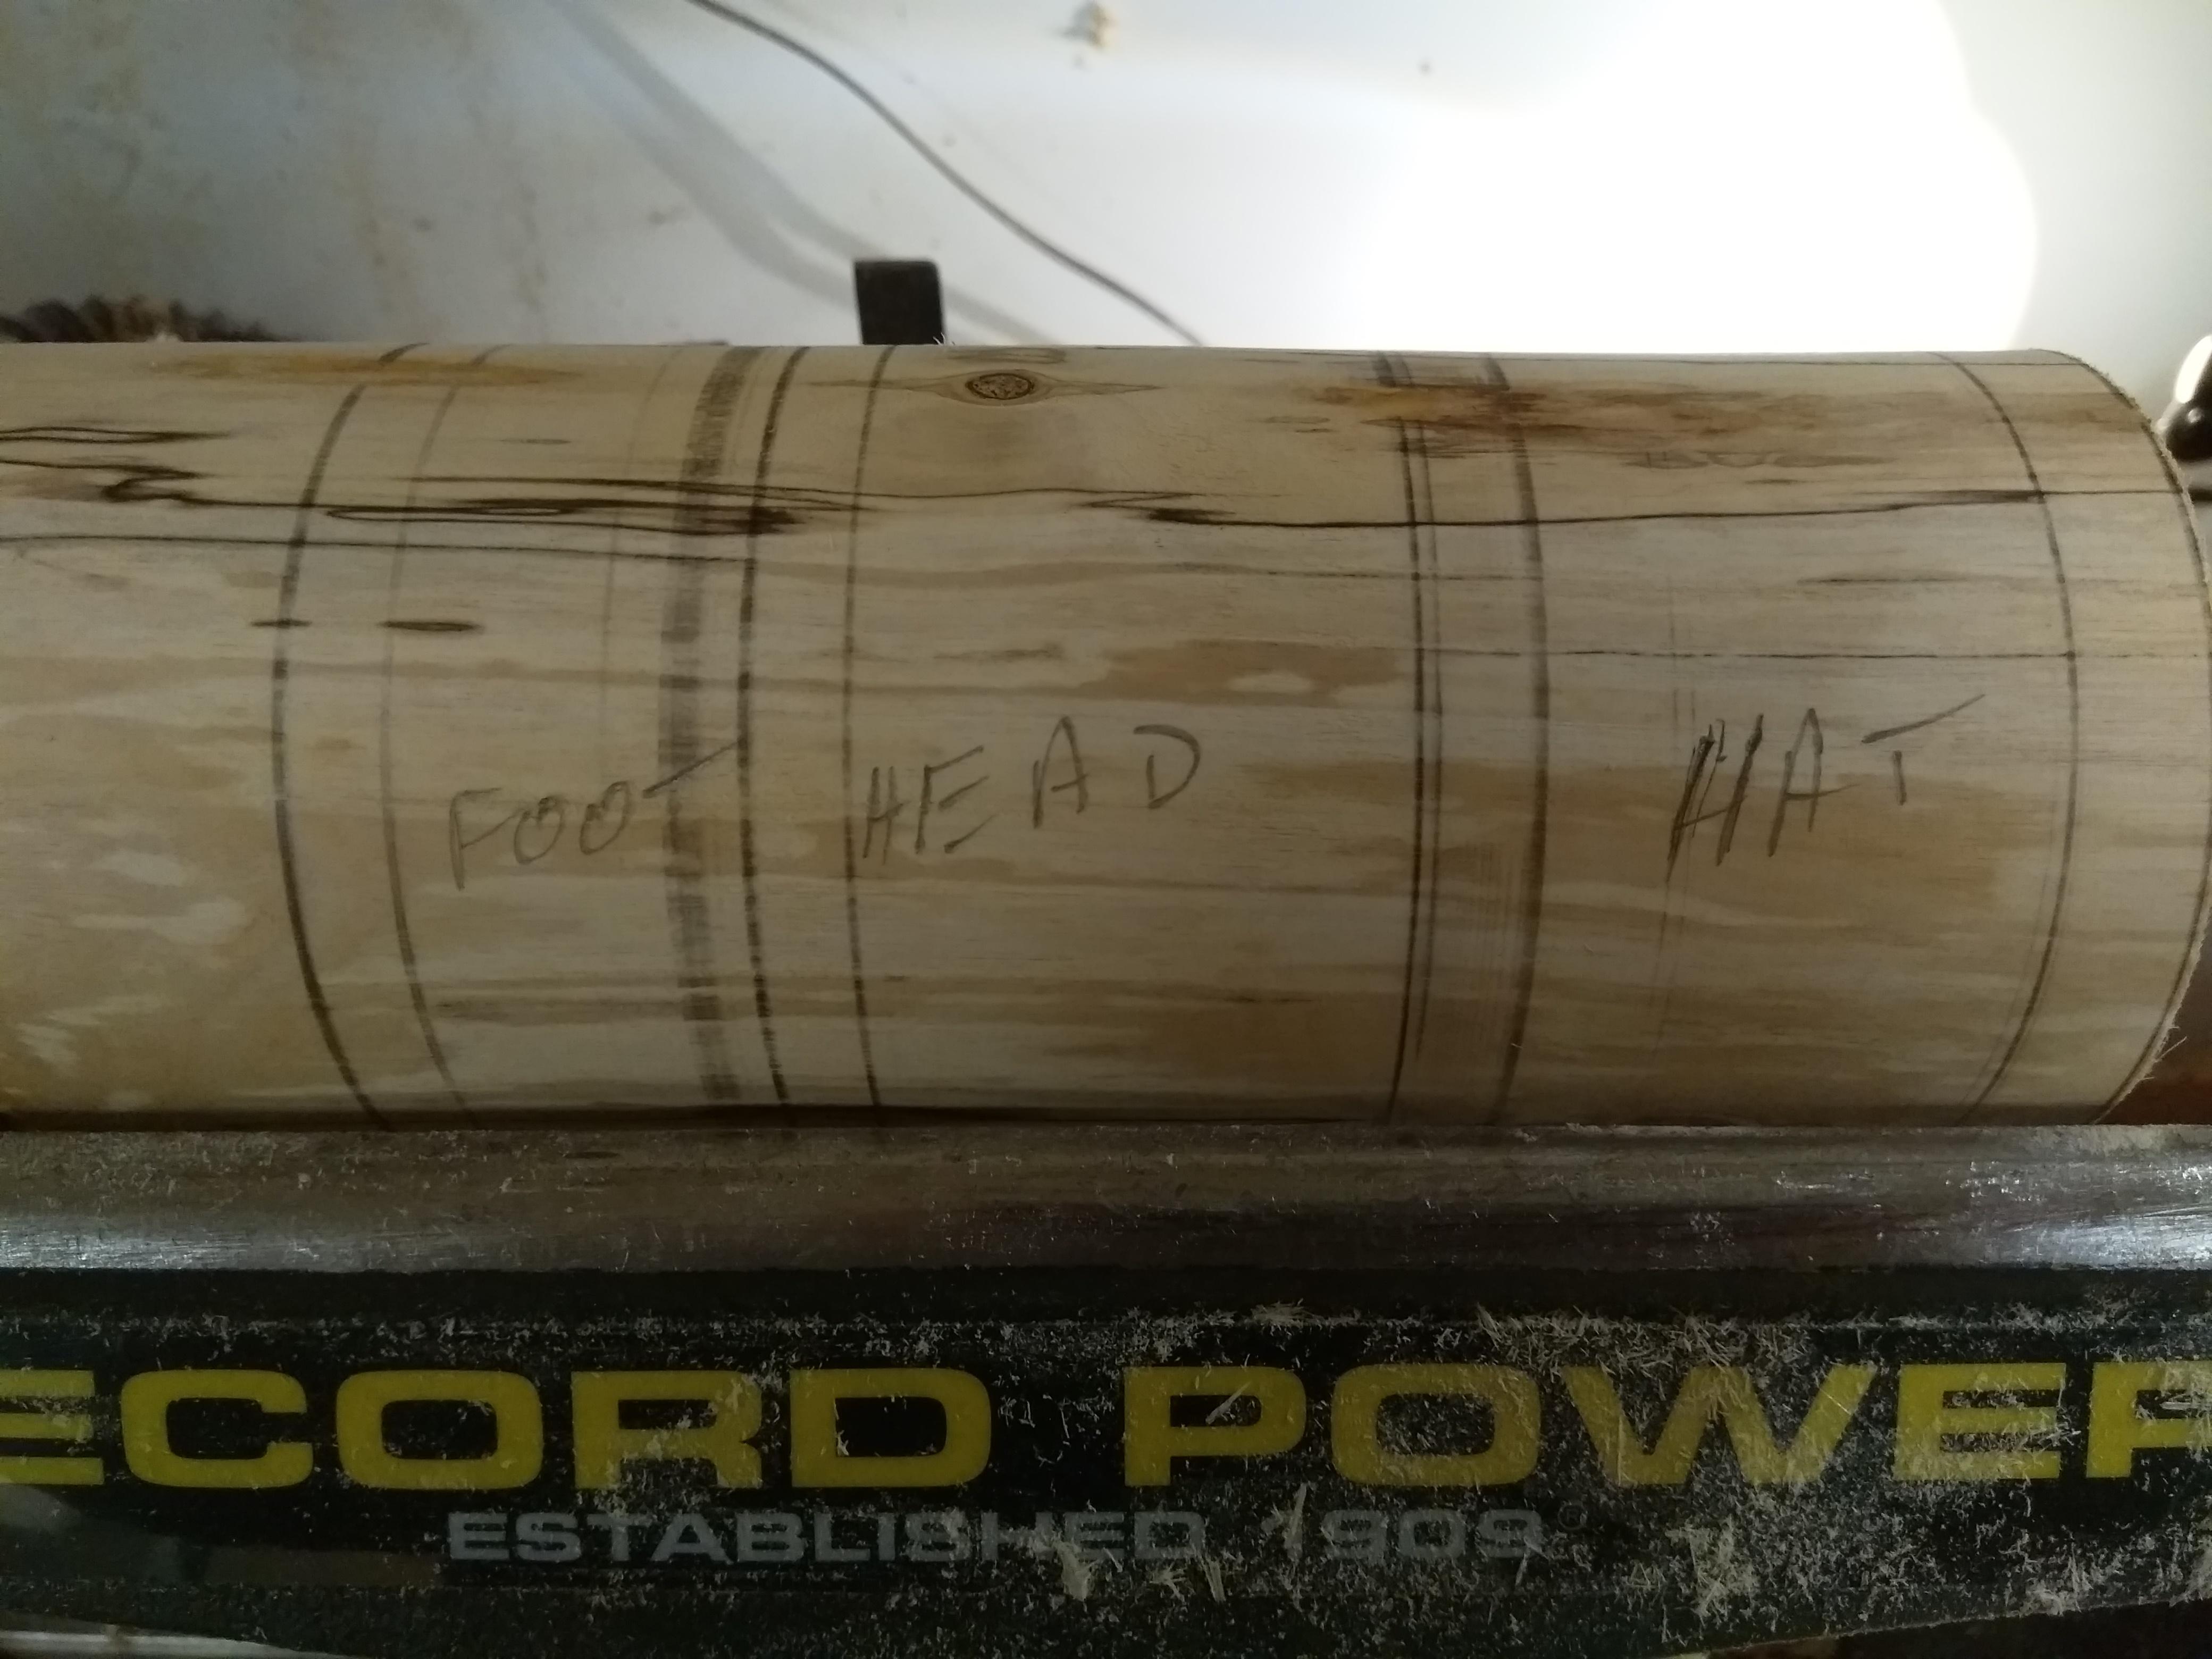 FOOT HEAD HAT
ECORD POWER
ESTABLISHED 1909®